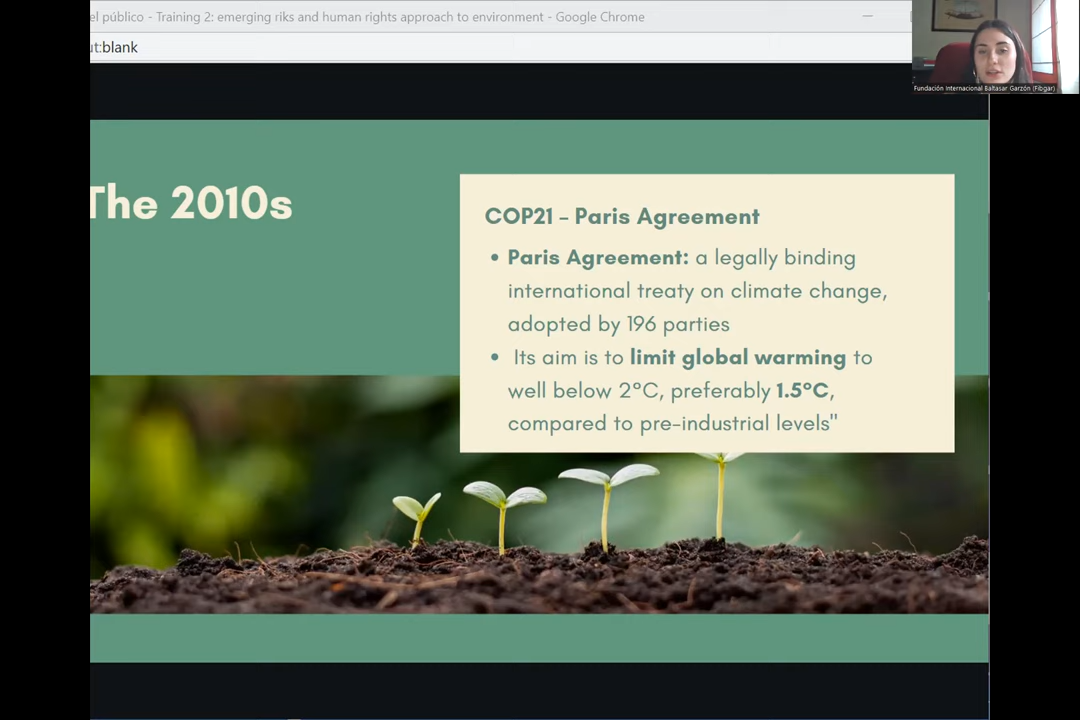 el público - Training 2: emerging riks and human rights approach to environment - Google Chrome
ut:blank
Fundación Internacional Baltasar Garzón (Fibgar)
The 2010s
COP21 – Paris Agreement
• Paris Agreement: a legally binding
international treaty on climate change,
adopted by 196 parties
• Its aim is to limit global warming to
well below 2°C, preferably 1.5°C,
compared to pre-industrial levels"